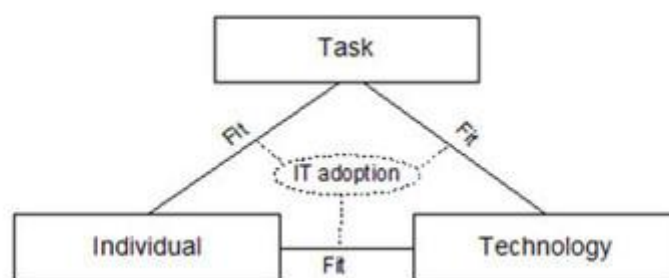 Task
Fit
Fit
IT adoption
Individual
Technology
Fit